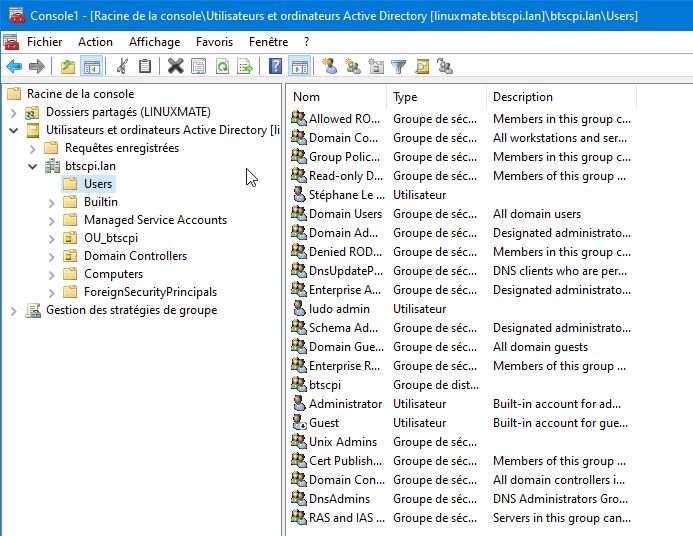 Console1 - [Racine de la console\Utilisateurs et ordinateurs Active Directory [linuxmate.btscpi.lan]\btscpi.lan\Users]
Fichier Action Affichage Favoris Fenêtre ?
Racine de la console
Dossiers partagés (LINUXMATE)
Utilisateurs et ordinateurs Active Directory [li
Requêtes enregistrées
btscpi.lan
Users
Builtin
Managed Service Accounts
OU_btscpi
Domain Controllers
Computers
ForeignSecurityPrincipals
Gestion des stratégies de groupe
Nom Type Description
Allowed RO... Groupe de séc... Members in this group c...
Domain Co... Groupe de séc... All workstations and ser...
Group Polic... Groupe de séc... Members in this group c...
Read-only D... Groupe de séc... Members of this group ...
Stéphane Le ... Utilisateur
Domain Users Groupe de séc... All domain users
Domain Ad... Groupe de séc... Designated administrato...
Denied ROD... Groupe de séc... Members in this group c...
DnsUpdateP... Groupe de séc... DNS clients who are per...
Enterprise A... Groupe de séc... Designated administrato...
ludo admin Utilisateur
Schema Ad... Groupe de séc... Designated administrato...
Domain Gue... Groupe de séc... All domain guests
Enterprise R... Groupe de séc... Members of this group ...
btscpi Groupe de dist...
Administrator Utilisateur Built-in account for ad...
Guest Utilisateur Built-in account for gue...
Unix Admins Groupe de séc...
Cert Publish... Groupe de séc... Members of this group ...
Domain Con... Groupe de séc... All domain controllers i...
DnsAdmins Groupe de séc... DNS Administrators Gro...
RAS and IAS ... Groupe de séc... Servers in this group can...